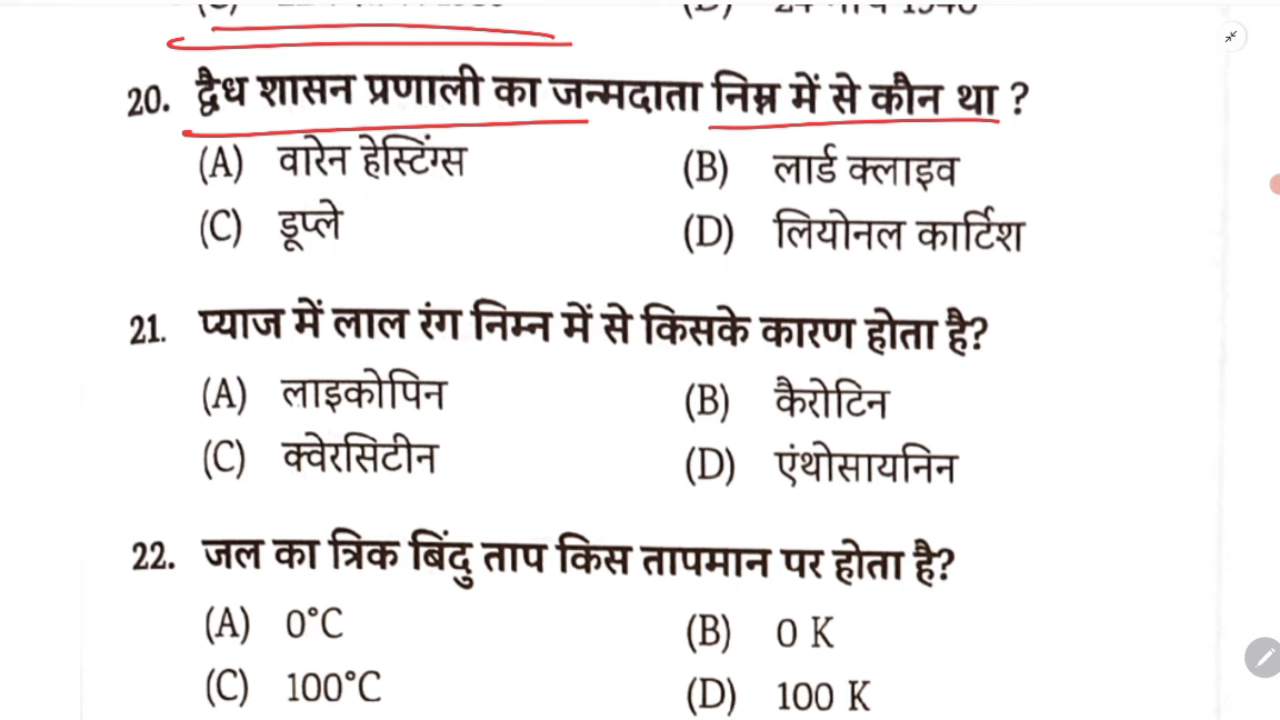 20. द्वैध शासन प्रणाली का जन्मदाता निम्न में से कौन था ?
(A) वारेन हेस्टिंग्स (B) लार्ड क्लाइव
(C) डूप्ले (D) लियोनल कार्टिश
21. प्याज में लाल रंग निम्न में से किसके कारण होता है?
(A) लाइकोपिन (B) कैरोटिन
(C) क्वेरसिटीन (D) एंथोसायनिन
22. जल का त्रिक बिंदु ताप किस तापमान पर होता है?
(A) 0°C (B) 0 K
(C) 100°C (D) 100 K